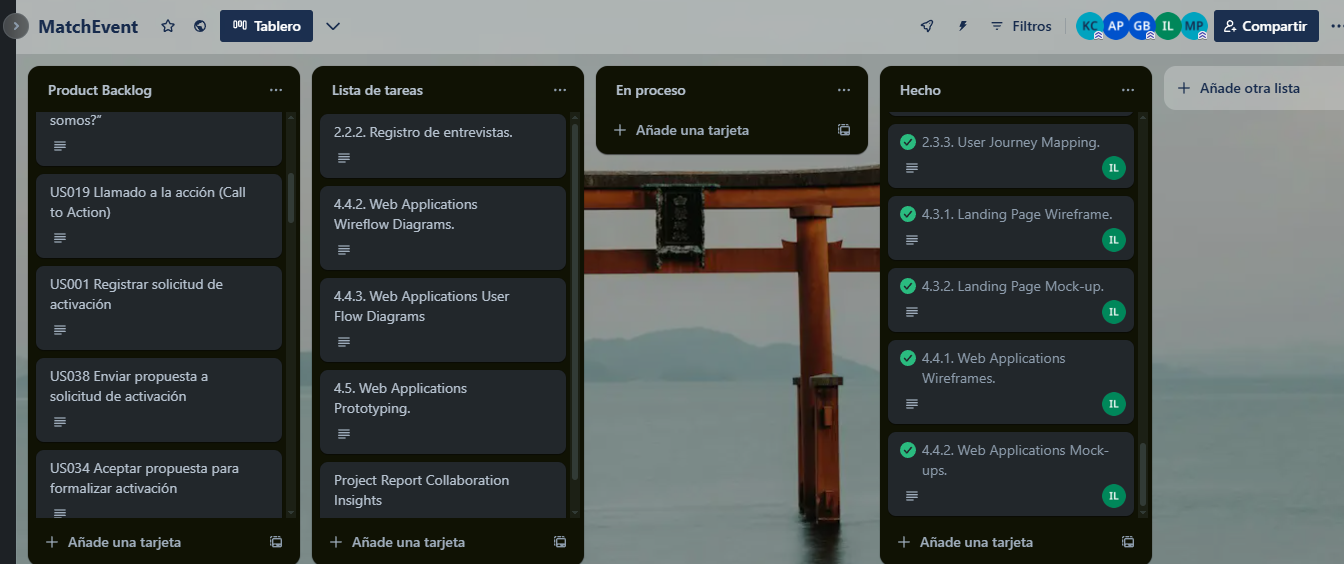 MatchEvent
Tablero
Filtros
KC
AP
GB
IL
MP
Compartir
Product Backlog
somos?”
US019 Llamado a la acción (Call
to Action)
US001 Registrar solicitud de
activación
US038 Enviar propuesta a
solicitud de activación
US034 Aceptar propuesta para
formalizar activación
Añade una tarjeta
Lista de tareas
2.2.2. Registro de entrevistas.
4.4.2. Web Applications
Wireflow Diagrams.
4.4.3. Web Applications User
Flow Diagrams
4.5. Web Applications
Prototyping.
Project Report Collaboration
Insights
Añade una tarjeta
En proceso
Añade una tarjeta
Hecho
2.3.3. User Journey Mapping.
IL
4.3.1. Landing Page Wireframe.
IL
4.3.2. Landing Page Mock-up.
IL
4.4.1. Web Applications
Wireframes.
IL
4.4.2. Web Applications Mock-
ups.
IL
Añade una tarjeta
Añade otra lista